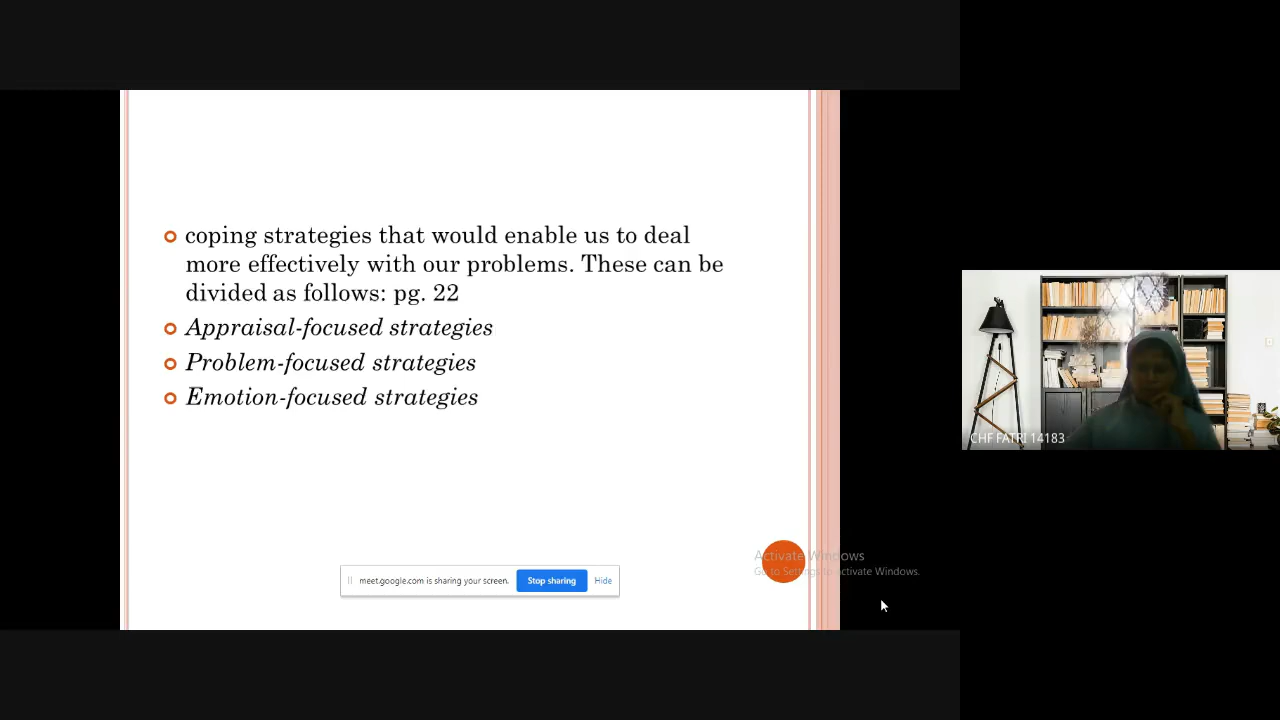 coping strategies that would enable us to deal
more effectively with our problems. These can be
divided as follows: pg. 22
Appraisal-focused strategies
Problem-focused strategies
Emotion-focused strategies
CHF FATRI 14183
Activate Windows
Go to Settings to activate Windows.
meet.google.com is sharing your screen. Stop sharing Hide